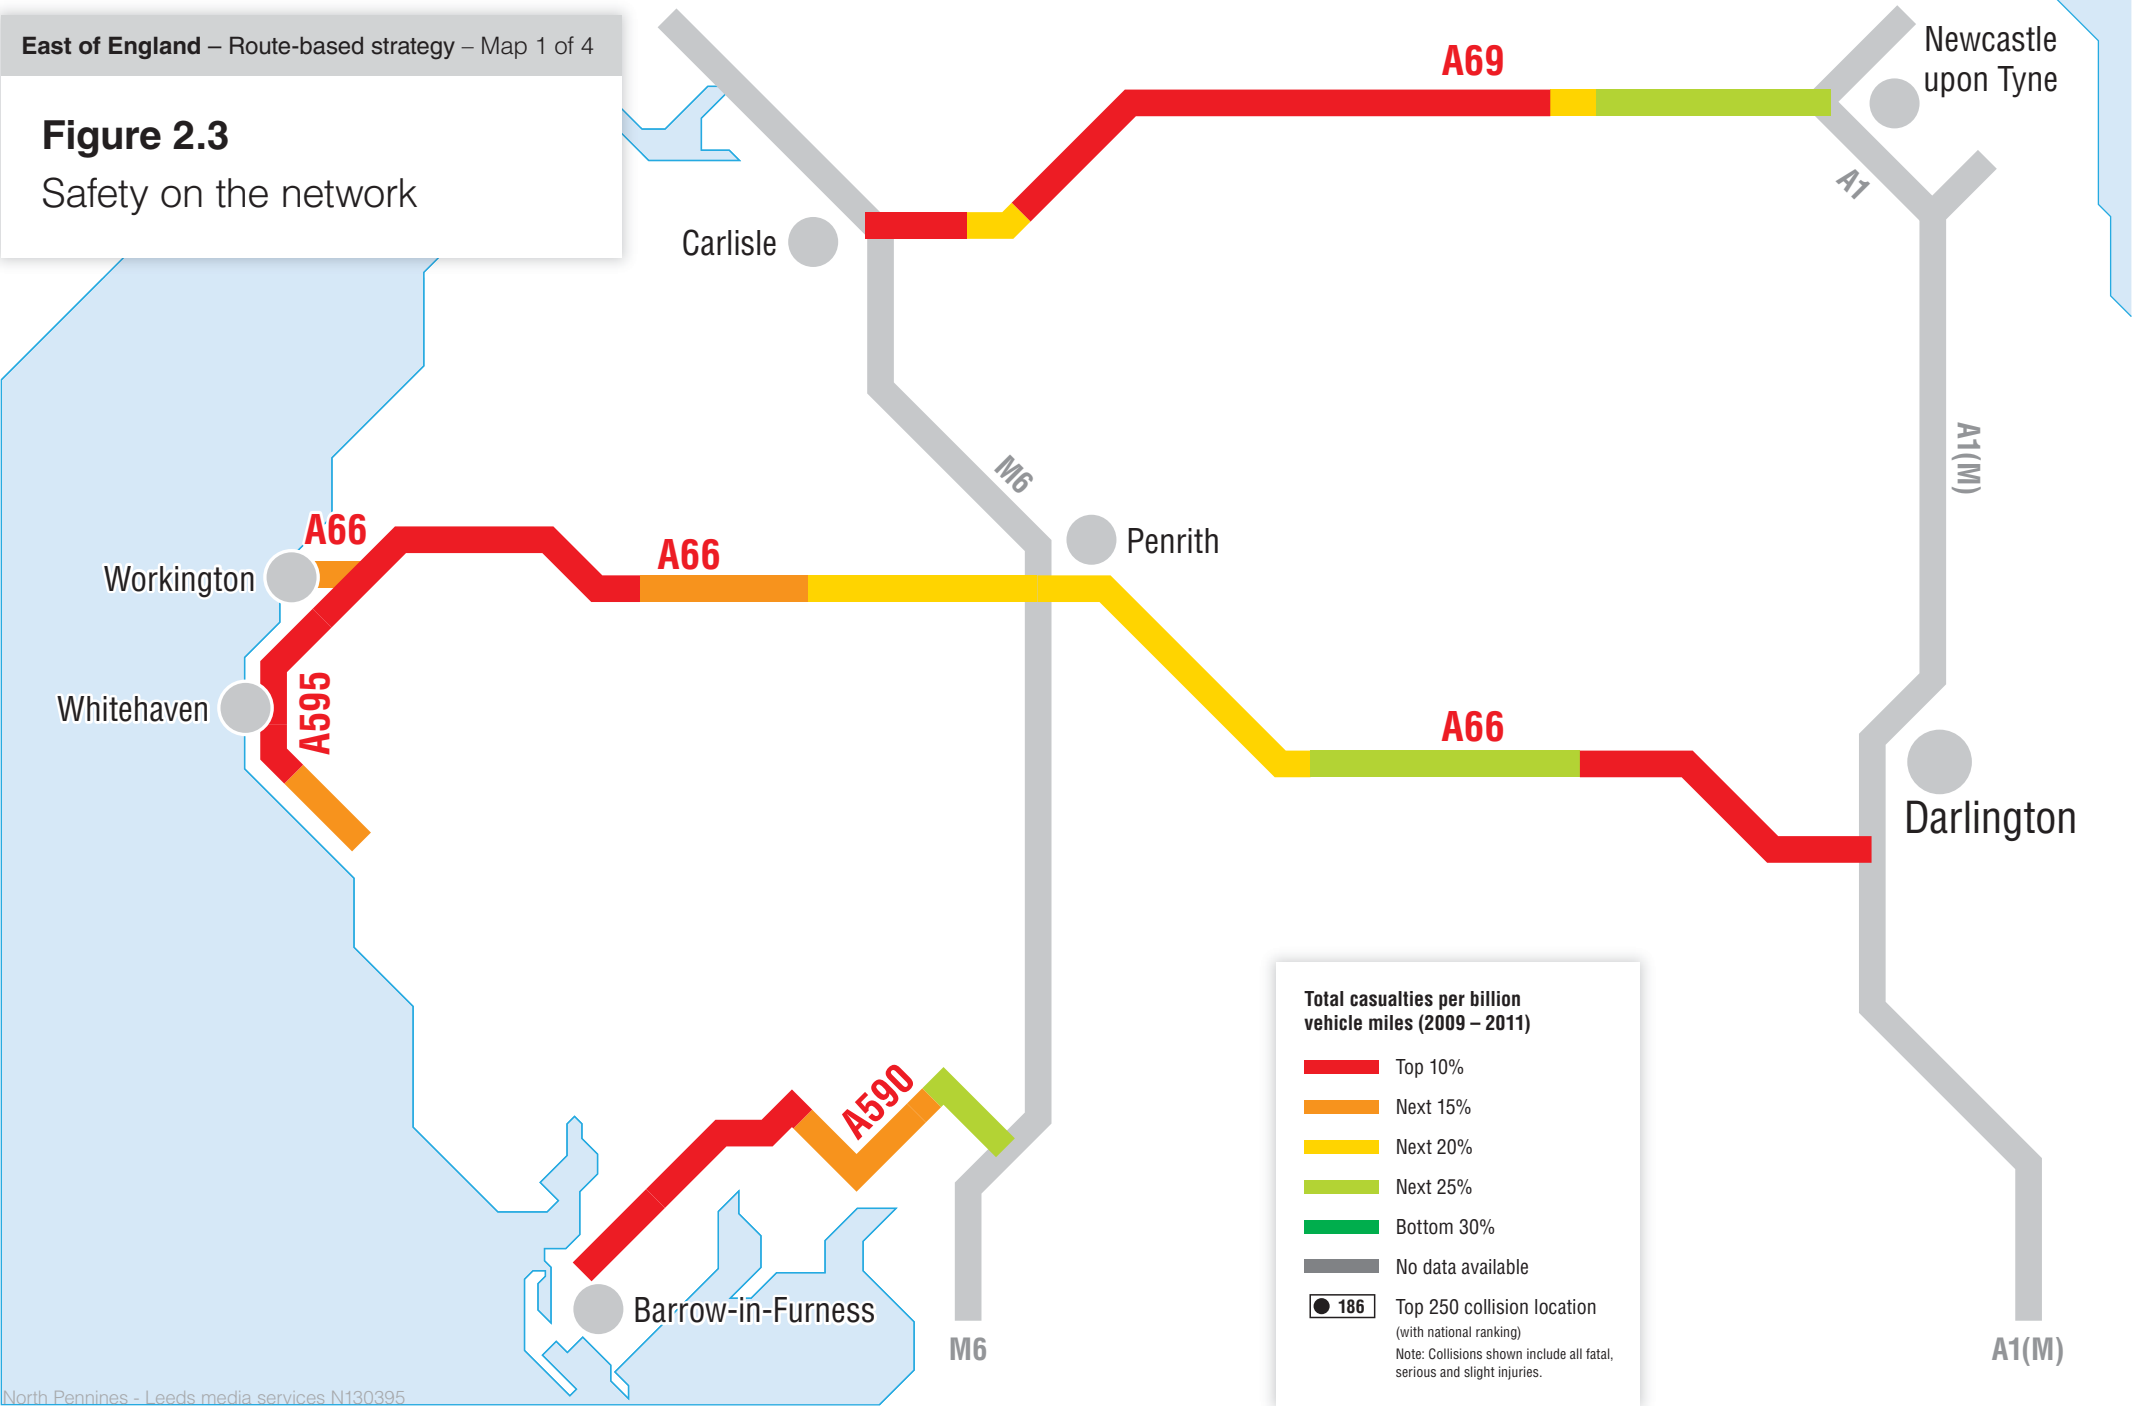 East of England – Route-based strategy – Map 1 of 4
Figure 2.3
Safety on the network
A69
Newcastle
upon Tyne
A1
Carlisle
M6
A1(M)
A66
Workington
A66
Penrith
Whitehaven
A595
A66
Darlington
A590
Barrow-in-Furness
M6
A1(M)
Total casualties per billion
vehicle miles (2009 – 2011)
Top 10%
Next 15%
Next 20%
Next 25%
Bottom 30%
No data available
186
Top 250 collision location
(with national ranking)
Note: Collisions shown include all fatal,
serious and slight injuries.
North Pennines - Leeds media services N130395